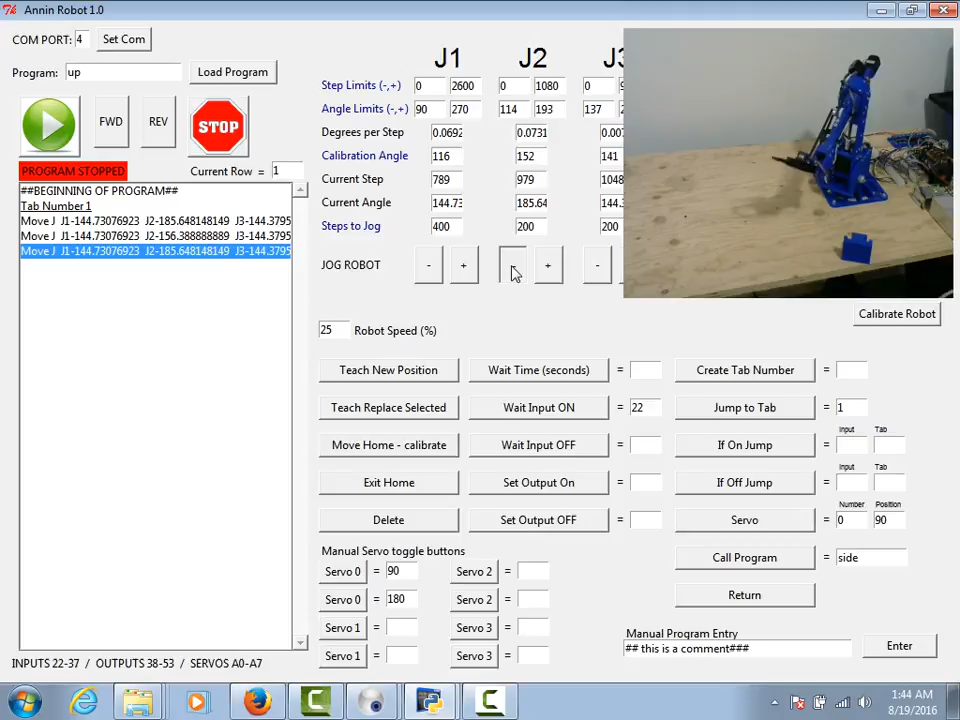 Annin Robot 1.0
COM PORT: 4 Set Com
Program: up Load Program
FWD REV STOP
PROGRAM STOPPED Current Row = 1
##BEGINNING OF PROGRAM##
Tab Number 1
Move J J1-144.73076923 J2-185.648148149 J3-144.3795
Move J J1-144.73076923 J2-156.388888889 J3-144.3795
Move J J1-144.73076923 J2-185.648148149 J3-144.3795
INPUTS 22-37 / OUTPUTS 38-53 / SERVOS A0-A7
J1 J2
Step Limits (-,+) 0 2600 0 1080 0
Angle Limits (-,+) 90 270 114 193 137
Degrees per Step 0.0692 0.0731 0.007
Calibration Angle 116 152 141
Current Step 789 979 1048
Current Angle 144.73 185.64 144.
Steps to Jog 400 200 200
JOG ROBOT - + - + -
Calibrate Robot
25 Robot Speed (%)
Teach New Position Wait Time (seconds) = Create Tab Number =
Teach Replace Selected Wait Input ON = 22 Jump to Tab = 1
Input Tab
Move Home - calibrate Wait Input OFF = If On Jump =
Input Tab
Exit Home Set Output On = If Off Jump =
Number Position
Delete Set Output OFF = Servo = 0 90
Manual Servo toggle buttons
Call Program = side
Servo 0 = 90 Servo 2 =
Servo 0 = 180 Servo 2 =
Return
Servo 1 = Servo 3 =
Servo 1 = Servo 3 =
Manual Program Entry
## this is a comment### Enter
1:44 AM
8/19/2016